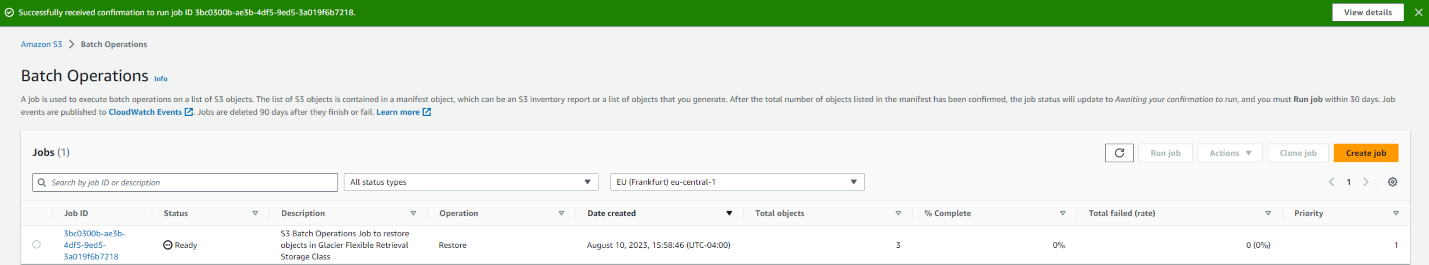 Successfully received confirmation to run job ID 3bc0300b-ae3b-4df5-9ed5-3a019f6b7218.
View details
Amazon S3 > Batch Operations
Batch Operations Info
A job is used to execute batch operations on a list of S3 objects. The list of S3 objects is contained in a manifest object, which can be an S3 inventory report or a list of objects that you generate. After the total number of objects listed in the manifest has been confirmed, the job status will update to Awaiting your confirmation to run, and you must Run job within 30 days. Job
events are published to CloudWatch Events. Jobs are deleted 90 days after they finish or fail. Learn more
Jobs (1)
Run job Actions Clone job Create job
Search by job ID or description All status types EU (Frankfurt) eu-central-1 1
Job ID Status Description Operation Date created Total objects % Complete Total failed (rate) Priority
3bc0300b-ae3b-
4df5-9ed5-
3a019f6b7218
Ready
S3 Batch Operations Job to restore
objects in Glacier Flexible Retrieval
Storage Class
Restore August 10, 2023, 15:58:46 (UTC-04:00) 3 0% 0 (0%) 1